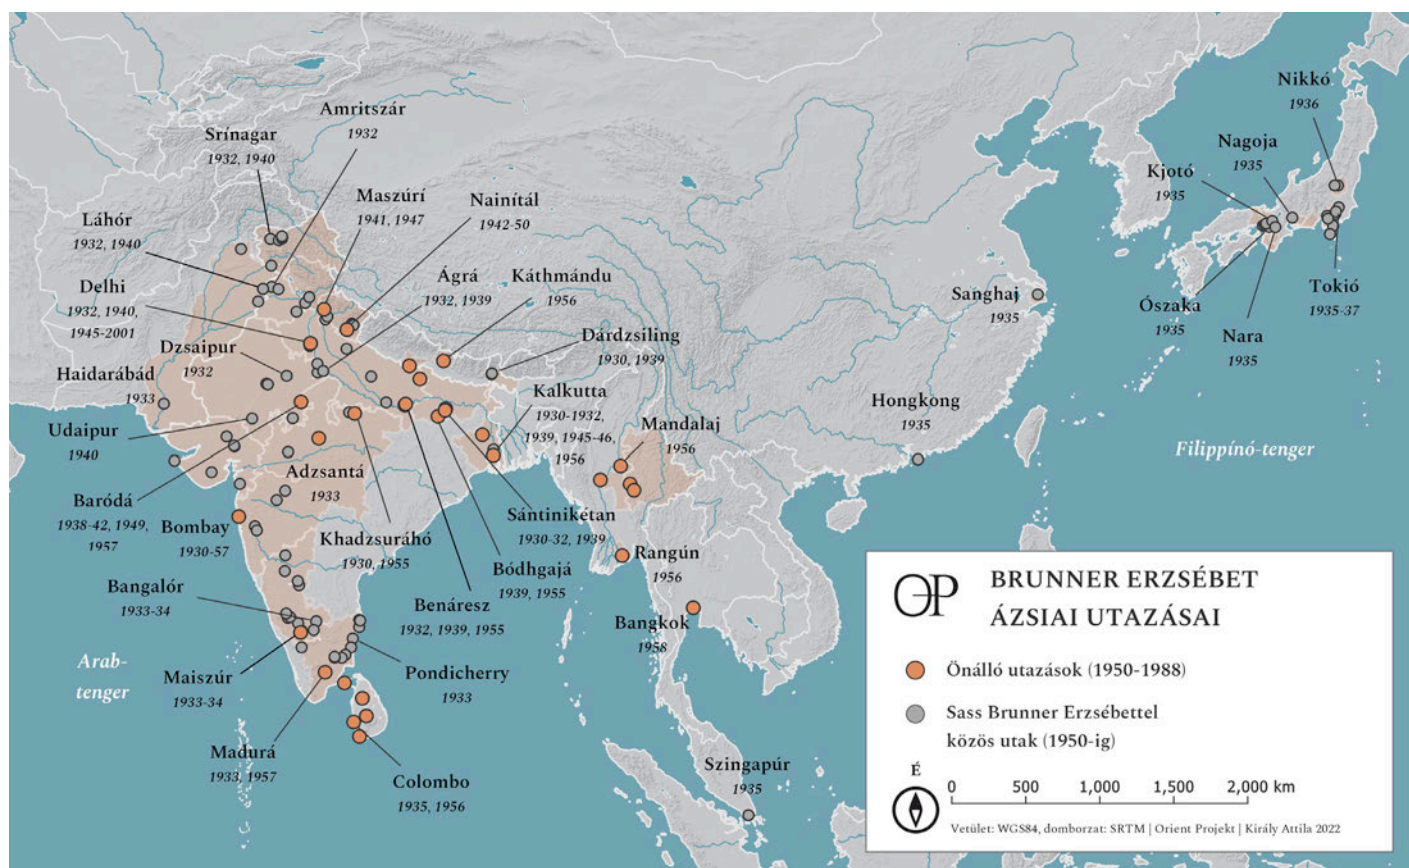 Amritszár
1932
Srínagar
1932, 1940
Maszúrí
1941, 1947
Nainítál
1942-50
Láhór
1932, 1940
Delhi
1932, 1940,
1945-2001
Ágrá
1932, 1939
Káthmándu
1956
Dzsaipur
1932
Dárdzsiling
1930, 1939
Haidarábád
1933
Kalkutta
1930-1932,
1939, 1945-46,
1956
Udaipur
1940
Mandalaj
1956
Adzsantá
1933
Baródá
1938-42, 1949,
1957
Bombay
1930-57
Khadzsuráhó
1930, 1955
Sántinikétan
1930-32, 1939
Bódhgajá
1939, 1955
Rangún
1956
Bangalór
1933-34
Benáresz
1932, 1939, 1955
Bangkok
1958
Arab-
tenger
Maiszúr
1933-34
Pondicherry
1933
Madurá
1933, 1957
Colombo
1935, 1956
Szingapúr
1935
Nikkó
1936
Nagoja
1935
Kjotó
1935
Sanghaj
1935
Ószaka
1935
Nara
1935
Tokió
1935-37
Hongkong
1935
Filippínó-tenger
OP
BRUNNER ERZSÉBET
ÁZSIAI UTAZÁSAI
Önálló utazások (1950-1988)
Sass Brunner Erzsébettel
közös utak (1950-ig)
É
0 500 1,000 1,500 2,000 km
Vetület: WGS84, domborzat: SRTM | Orient Projekt | Király Attila 2022